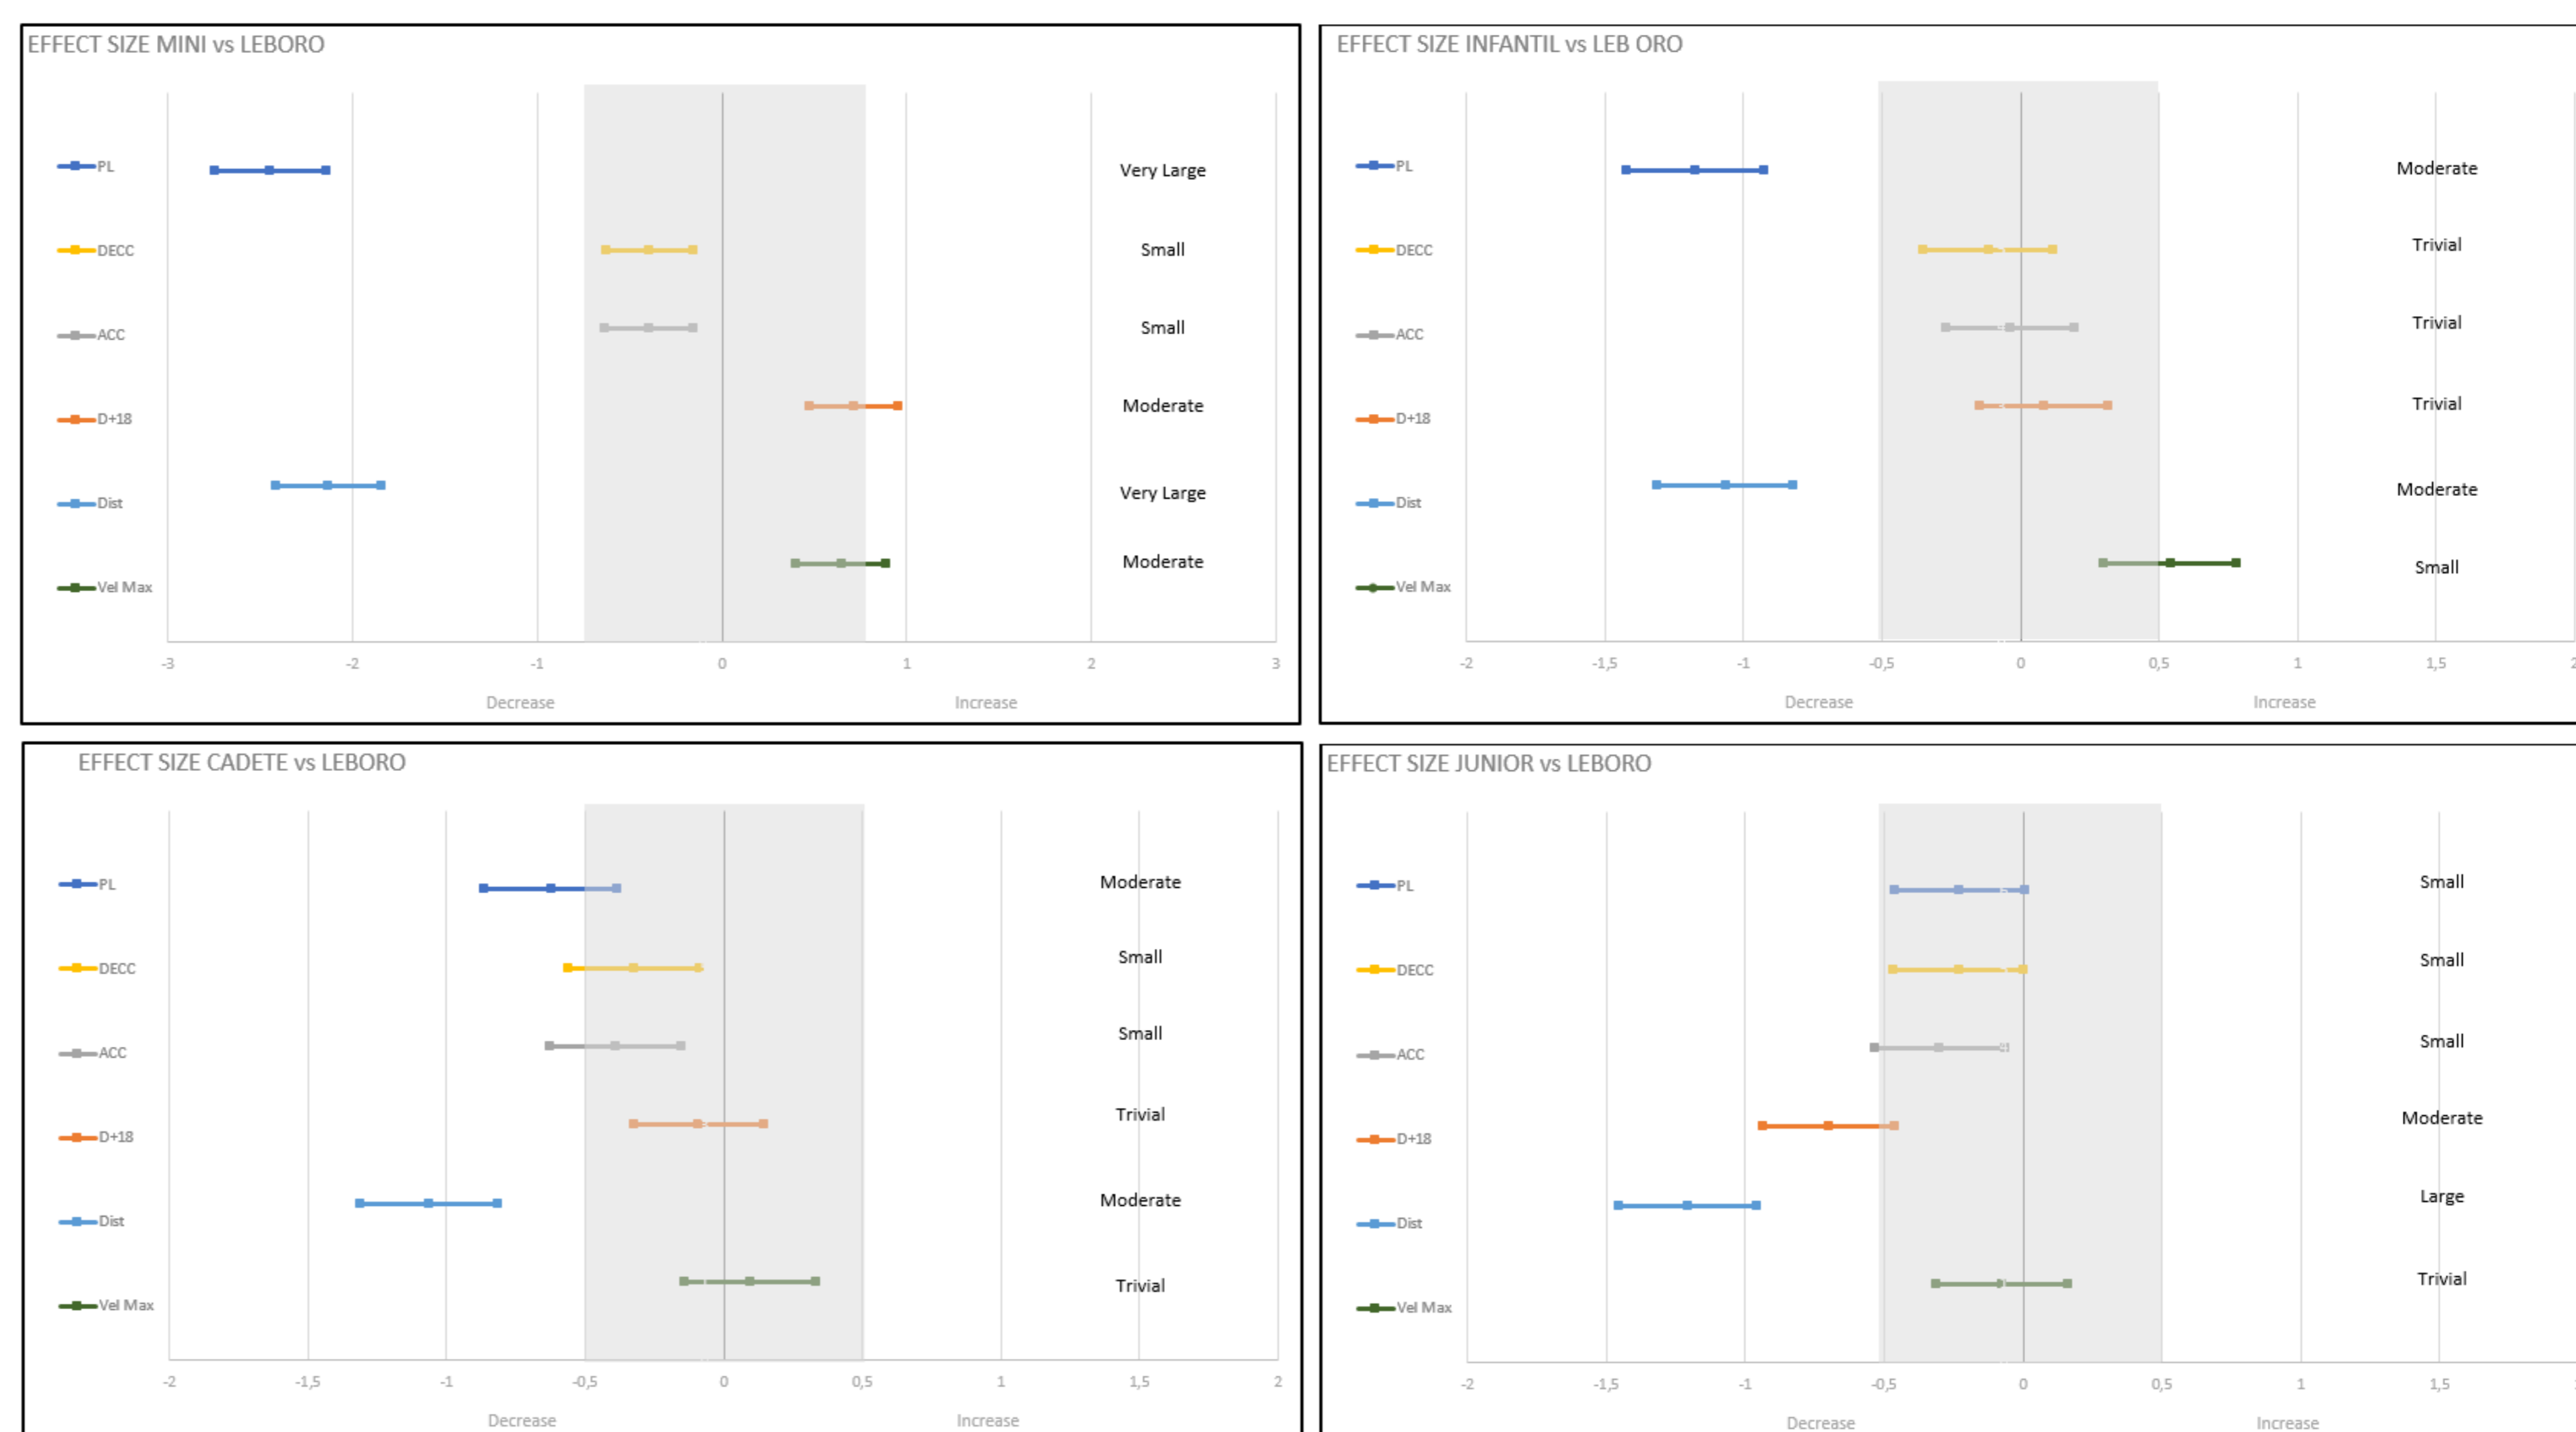 EFFECT SIZE MINI vs LEBORO
PL
Very Large
DECC
Small
ACC
Small
D+18
Moderate
Dist
Very Large
Vel Max
Moderate
-3 -2 -1 0 1 2 3
Decrease Increase
EFFECT SIZE INFANTIL vs LEB ORO
PL
Moderate
DECC
Trivial
ACC
Trivial
D+18
Trivial
Dist
Moderate
Vel Max
Small
-2 -1,5 -1 -0,5 0 0,5 1 1,5 2
Decrease Increase
EFFECT SIZE CADETE vs LEBORO
PL
Moderate
DECC
Small
ACC
Small
D+18
Trivial
Dist
Moderate
Vel Max
Trivial
-2 -1,5 -1 -0,5 0 0,5 1 1,5 2
Decrease Increase
EFFECT SIZE JUNIOR vs LEBORO
PL
Small
DECC
Small
ACC
Small
D+18
Moderate
Dist
Large
Vel Max
Trivial
-2 -1,5 -1 -0,5 0 0,5 1 1,5
Decrease Increase